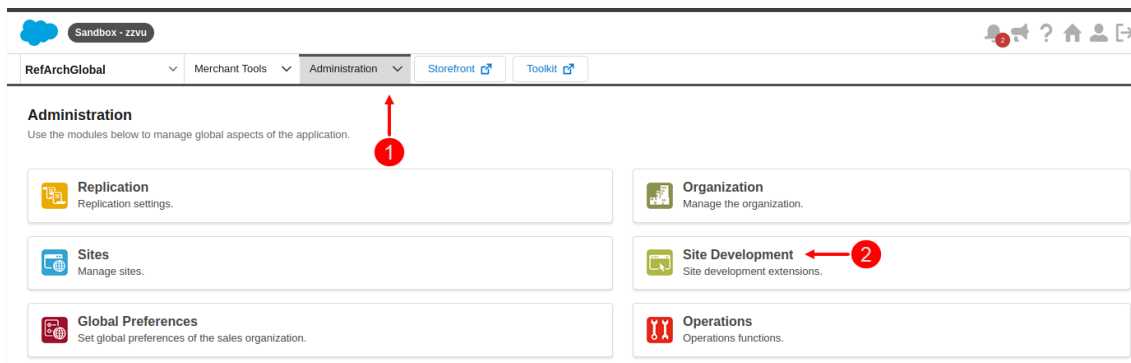 Sandbox - zzvu
2
RefArchGlobal
Merchant Tools
Administration
Storefront
Toolkit
Administration
Use the modules below to manage global aspects of the application.
1
Replication
Replication settings.
Organization
Manage the organization.
Sites
Manage sites.
Site Development
2
Site development extensions.
Global Preferences
Set global preferences of the sales organization.
Operations
Operations functions.